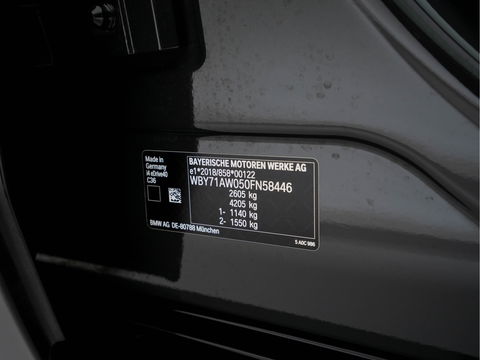 Made in
Germany
i4 eDrive40
C36
BAYERISCHE MOTOREN WERKE AG
e1*2018/858*00122
WBY71AW050FN58446
2605 kg
4205 kg
1- 1140 kg
2- 1550 kg
BMW AG DE-80788 München
5 A0C 986